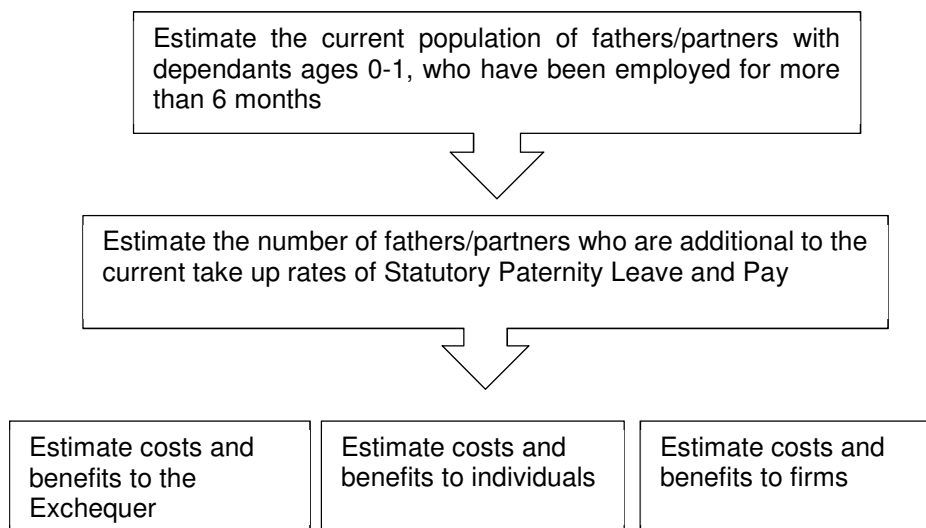 Estimate the current population of fathers/partners with
dependants ages 0-1, who have been employed for more
than 6 months
Estimate the number of fathers/partners who are additional to the
current take up rates of Statutory Paternity Leave and Pay
Estimate costs and
benefits to the
Exchequer
Estimate costs and
benefits to individuals
Estimate costs and
benefits to firms